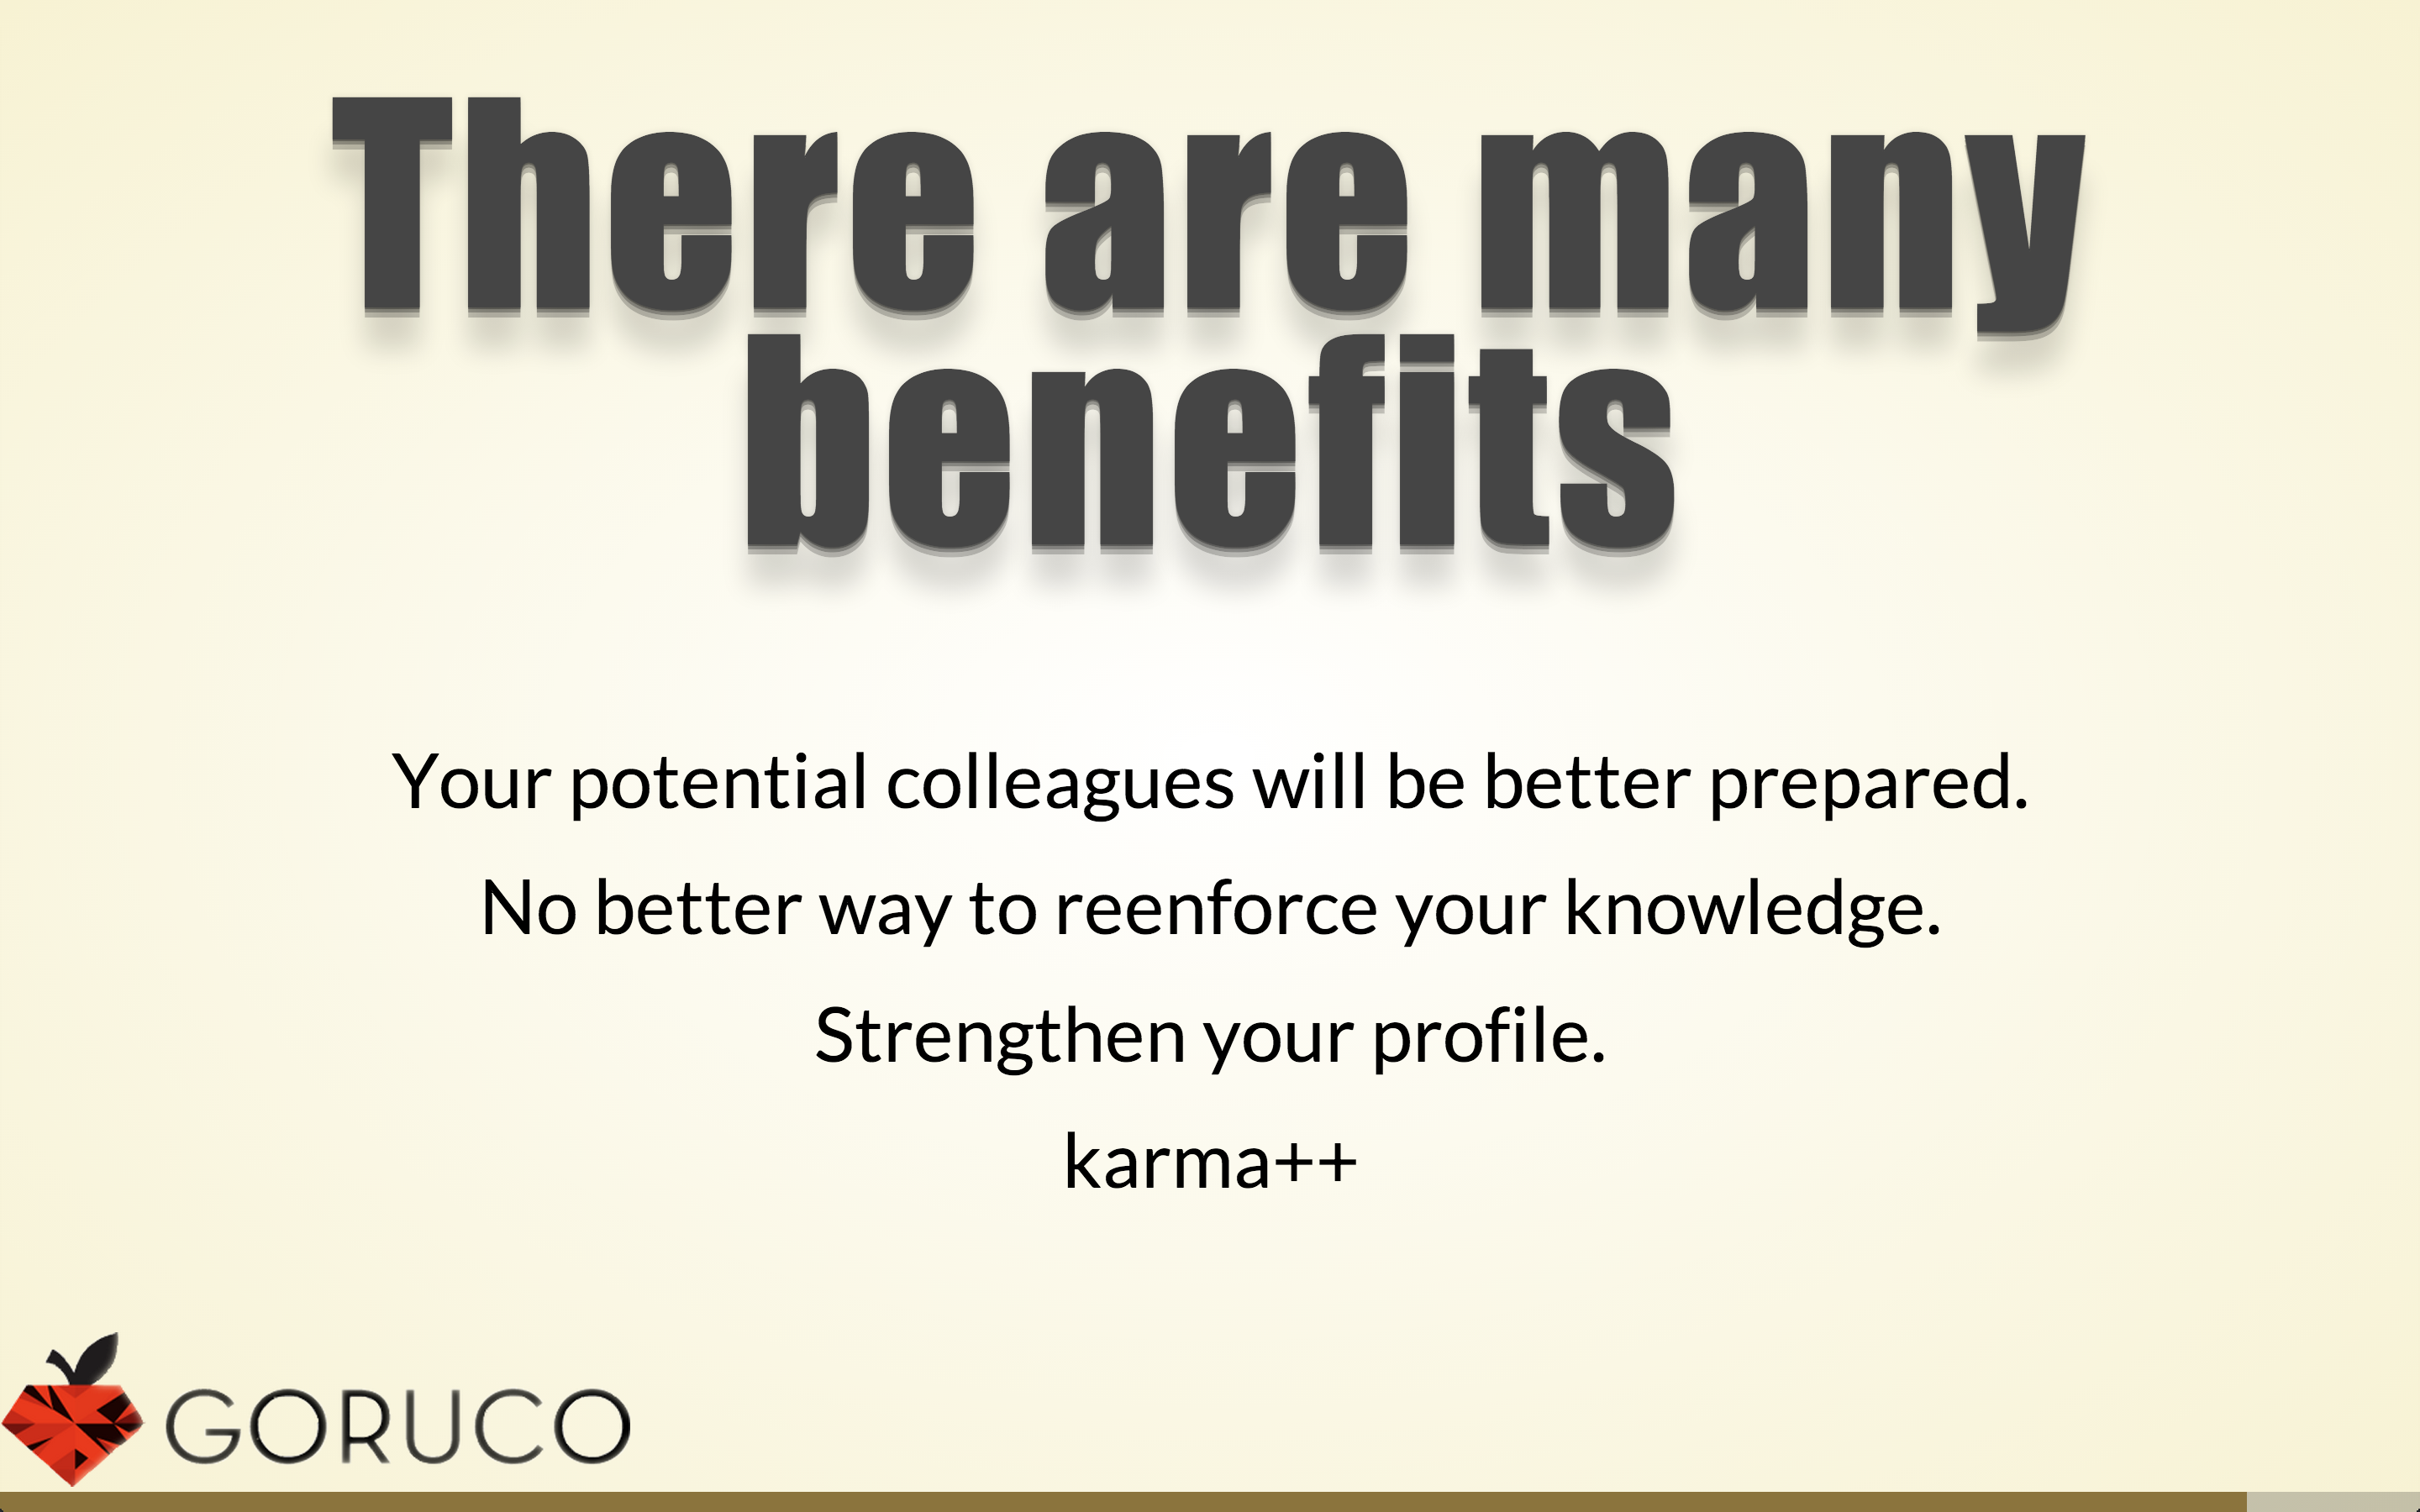 There are many
benefits
Your potential colleagues will be better prepared.
No better way to reenforce your knowledge.
Strengthen your profile.
karma++
GORUCO